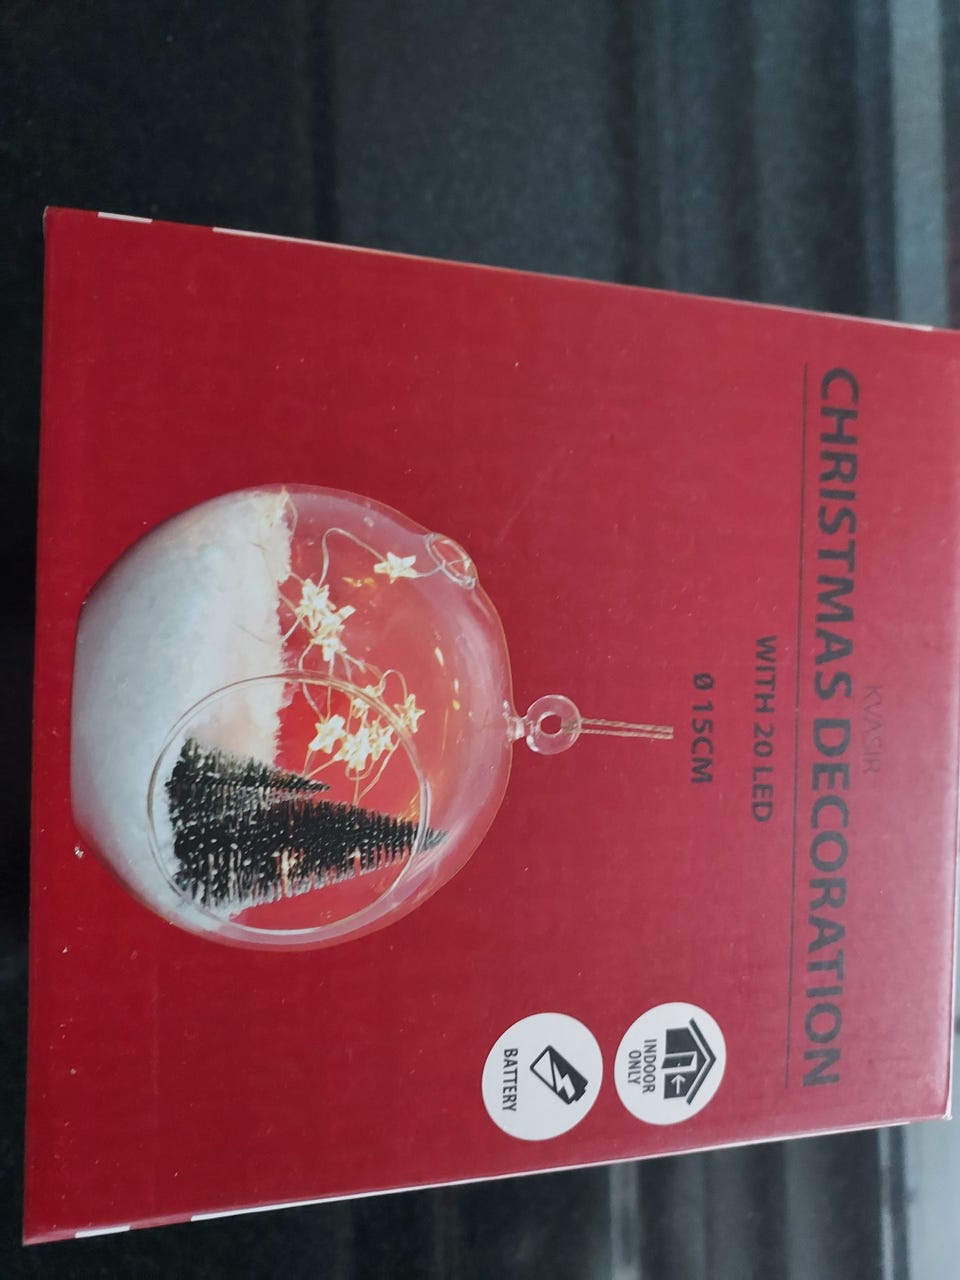 KVASIR
CHRISTMAS DECORATION
WITH 20 LED
Ø 15CM
INDOOR
ONLY
BATTERY